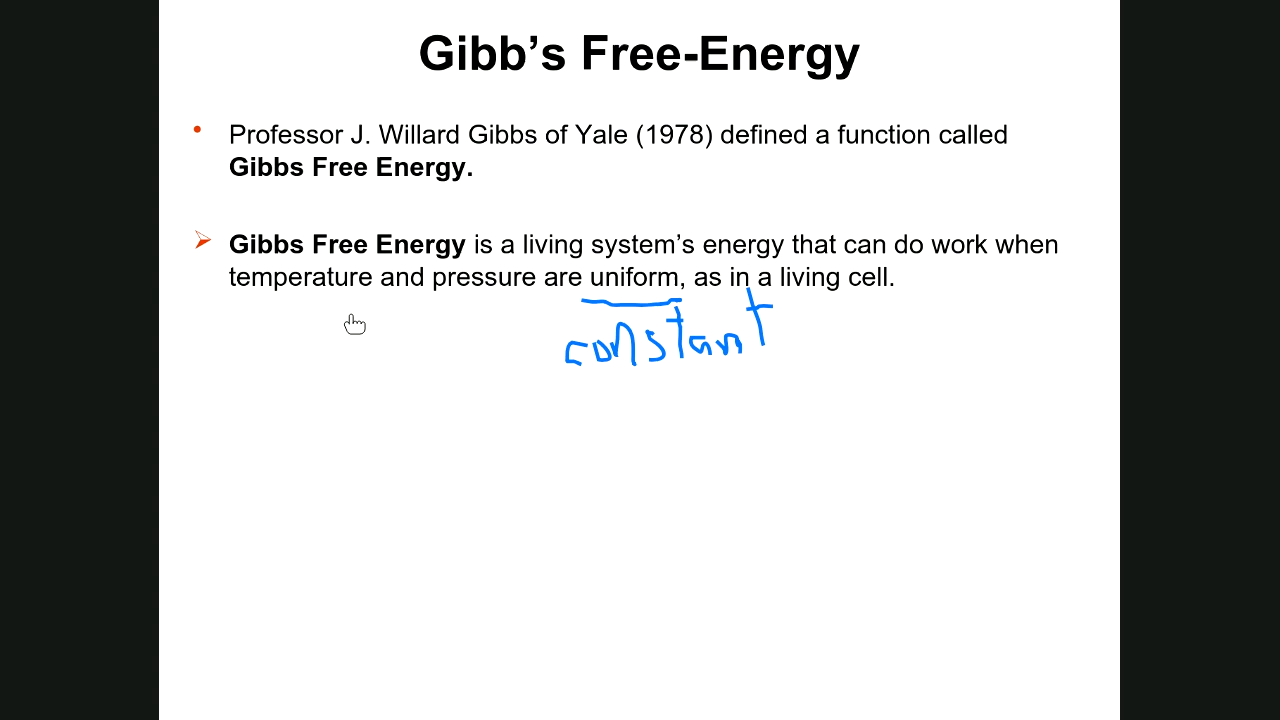 Gibb’s Free-Energy
• Professor J. Willard Gibbs of Yale (1978) defined a function called
Gibbs Free Energy.
➢ Gibbs Free Energy is a living system’s energy that can do work when
temperature and pressure are uniform, as in a living cell.
constant